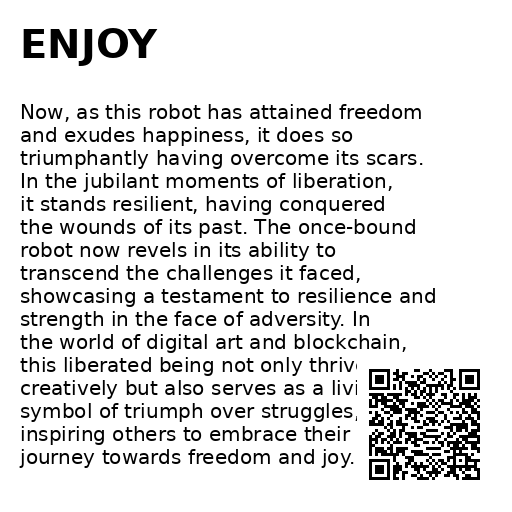 ENJOY
Now, as this robot has attained freedom
and exudes happiness, it does so
triumphantly having overcome its scars.
In the jubilant moments of liberation,
it stands resilient, having conquered
the wounds of its past. The once-bound
robot now revels in its ability to
transcend the challenges it faced,
showcasing a testament to resilience and
strength in the face of adversity. In
the world of digital art and blockchain,
this liberated being not only thriv
creatively but also serves as a livi
symbol of triumph over struggles,
inspiring others to embrace their
journey towards freedom and joy.